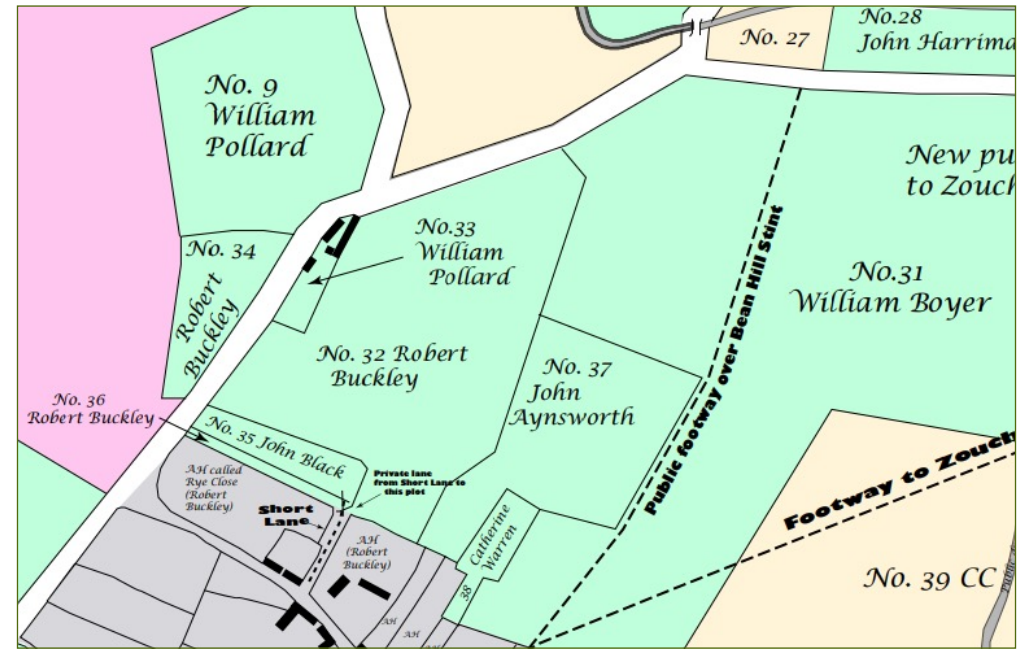 No.28
John Harrima
No. 27
No. 9
William
Pollard
New pu
to Zouch
No.33
William
Pollard
No. 34
Robert
Buckley
No.31
William Boyer
Public footway over Bean Hill Stint
No. 32 Robert
Buckley
No. 37
John
Aynsworth
No. 36
Robert Buckley
No. 35 John Black
Footway to Zouch
AH called
Rye Close
(Robert
Buckley)
Private lane
from Short Lane to
this plot
Short
Lane
AH
(Robert
Buckley)
Catherine
Warren
No. 39 CC
38
AH
AH
AH